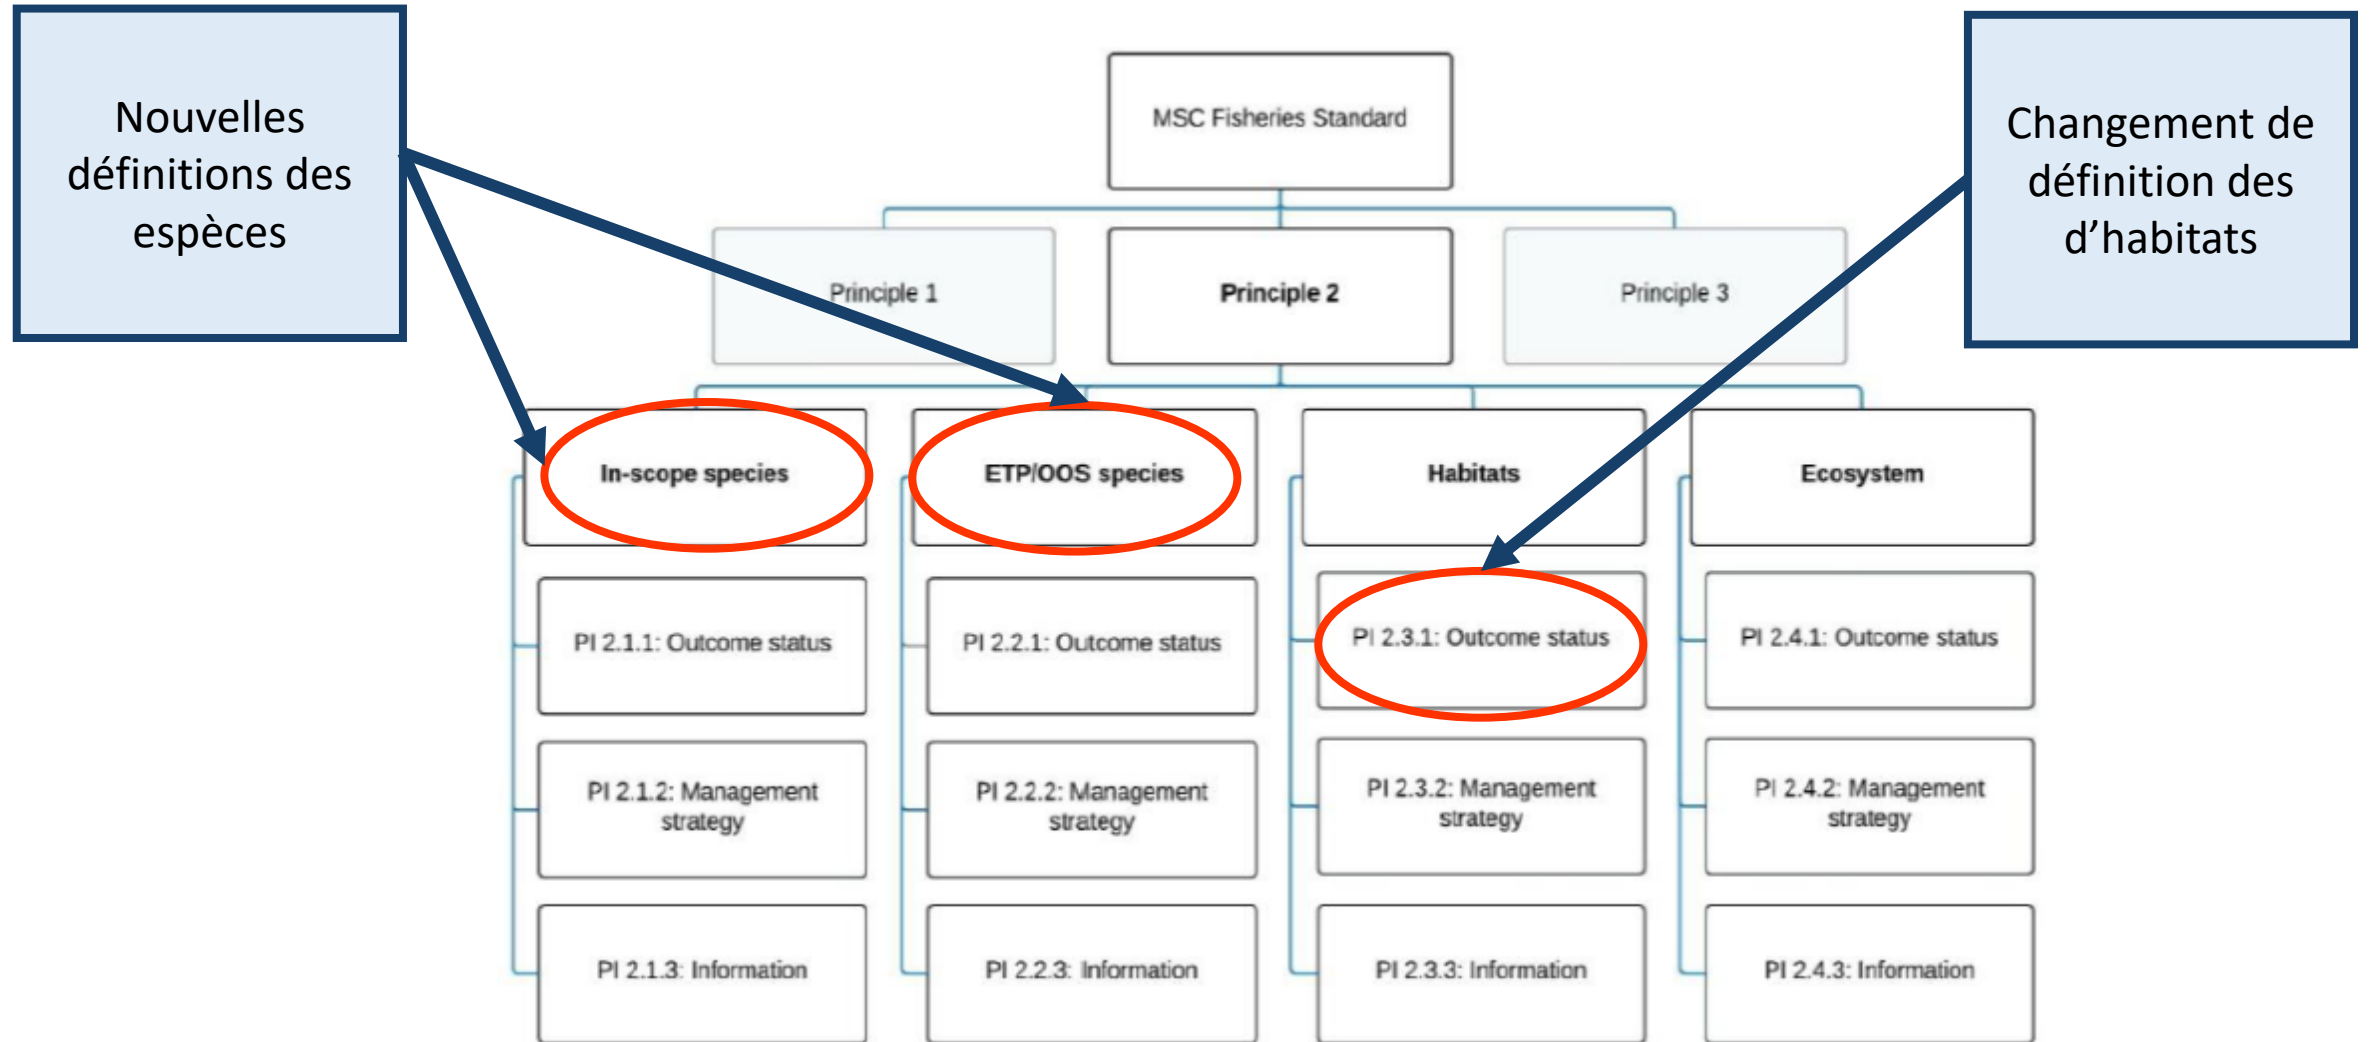 Nouvelles
définitions des
espèces
Changement de
définition des
d’habitats
MSC Fisheries Standard
Principle 1
Principle 2
Principle 3
In-scope species
ETP/OOS species
Habitats
Ecosystem
PI 2.1.1: Outcome status
PI 2.2.1: Outcome status
PI 2.3.1: Outcome status
PI 2.4.1: Outcome status
PI 2.1.2: Management
strategy
PI 2.2.2: Management
strategy
PI 2.3.2: Management
strategy
PI 2.4.2: Management
strategy
PI 2.1.3: Information
PI 2.2.3: Information
PI 2.3.3: Information
PI 2.4.3: Information